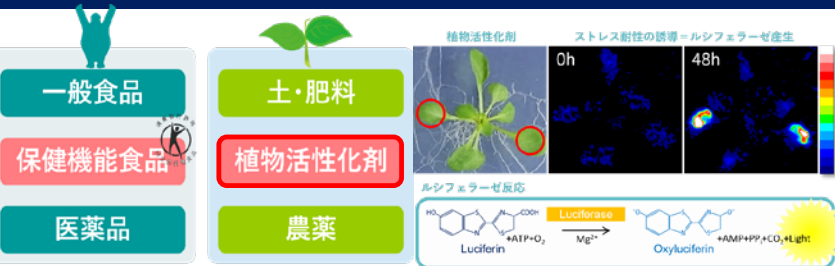 一般食品
保健機能食品
医薬品
土・肥料
植物活性化剤
農薬
植物活性化剤
ストレス耐性の誘導=ルシフェラーゼ産生
0h
48h
ルシフェラーゼ反応
HO
S
N
N
S
COOH
+ATP+O₂
Luciferin
Luciferase
Mg²⁺
⁻O
S
N
N
S
O⁻
+AMP+PPᵢ+CO₂+Light
Oxyluciferin